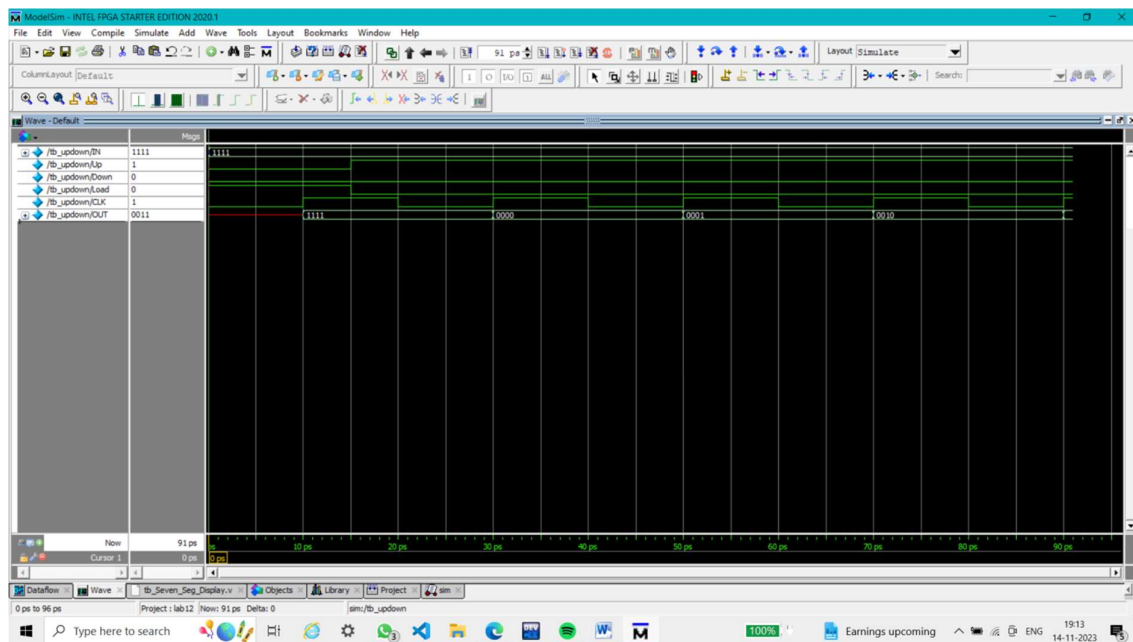 ModelSim - INTEL FPGA STARTER EDITION 2020.1
File Edit View Compile Simulate Add Wave Tools Layout Bookmarks Window Help
91 ps Layout Simulate
ColumnLayout Default Search:
Wave - Default
Msgs
/tb_updown/IN 1111 1111
/tb_updown/Up 1
/tb_updown/Down 0
/tb_updown/Load 0
/tb_updown/CLK 1
/tb_updown/OUT 0011 1111 0000 0001 0010
Now 91 ps ps 10 ps 20 ps 30 ps 40 ps 50 ps 60 ps 70 ps 80 ps 90 ps
Cursor 1 0 ps 0 ps
Dataflow Wave tb_Seven_Seg_Display.v Objects Library Project sim
0 ps to 96 ps Project : lab12 Now: 91 ps Delta: 0 sim:/tb_updown
Type here to search 3 100% Earnings upcoming ENG 19:13
14-11-2023 5